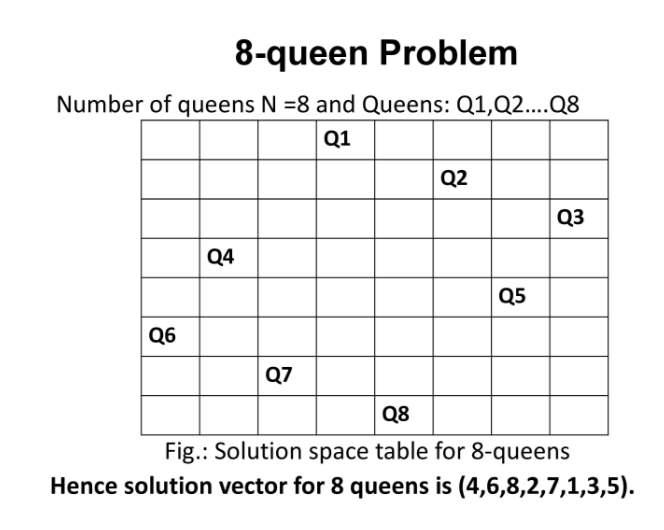 8-queen Problem
Number of queens N =8 and Queens: Q1,Q2....Q8
Q1
Q2
Q3
Q4
Q5
Q6
Q7
Q8
Fig.: Solution space table for 8-queens
Hence solution vector for 8 queens is (4,6,8,2,7,1,3,5).